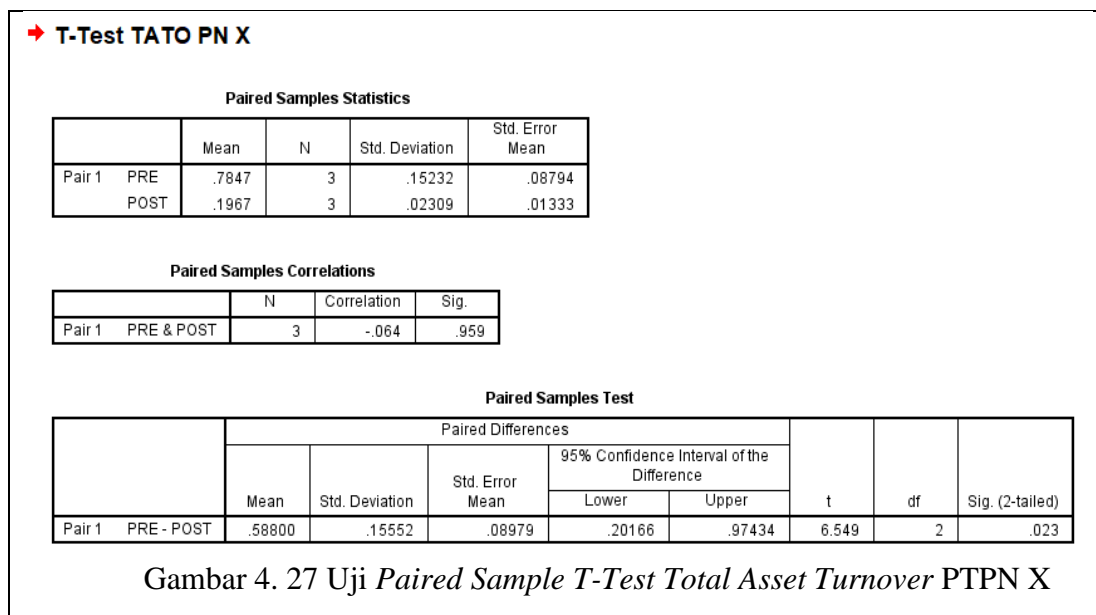 T-Test TATO PN X
Paired Samples Statistics
Mean N Std. Deviation Std. Error Mean
Pair 1 PRE .7847 3 .15232 .08794
POST .1967 3 .02309 .01333
Paired Samples Correlations
N Correlation Sig.
Pair 1 PRE & POST 3 -.064 .959
Paired Samples Test
Paired Differences
95% Confidence Interval of the Difference
Mean Std. Deviation Std. Error Mean Lower Upper t df Sig. (2-tailed)
Pair 1 PRE - POST .58800 .15552 .08979 .20166 .97434 6.549 2 .023
Gambar 4. 27 Uji Paired Sample T-Test Total Asset Turnover PTPN X